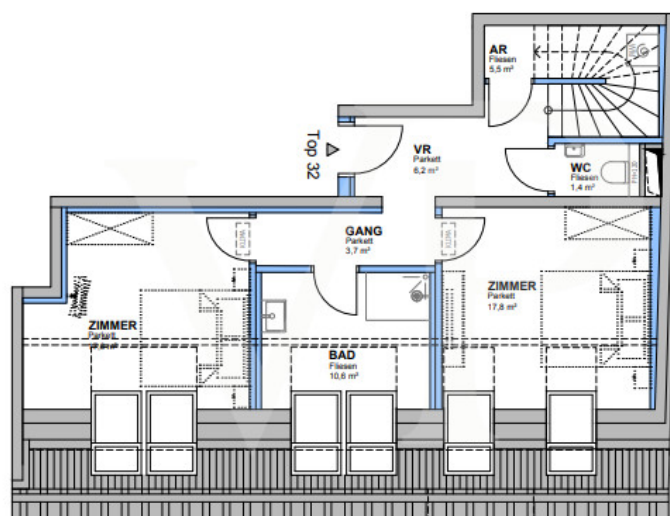 AR
Fliesen
5,5 m²
Top 32
VR
Parkett
6,2 m²
WC
Fliesen
1,4 m²
GANG
Parkett
3,7 m²
ZIMMER
Parkett
17,8 m²
ZIMMER
Parkett
BAD
Fliesen
10,6 m²